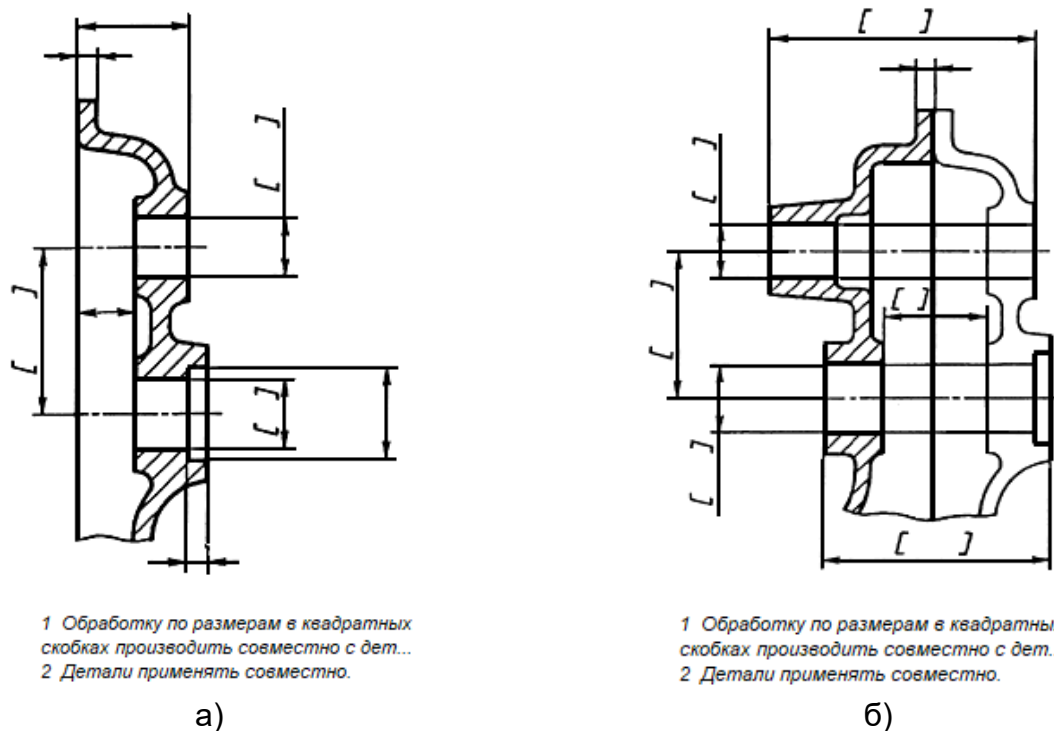 [ ]
[ ]
[ ]
[ ]
[ ]
[ ]
[ ]
[ ]
[ ]
1 Обработку по размерам в квадратных
скобках производить совместно с дет...
2 Детали применять совместно.
а)
1 Обработку по размерам в квадратны
скобках производить совместно с дет.
2 Детали применять совместно.
б)